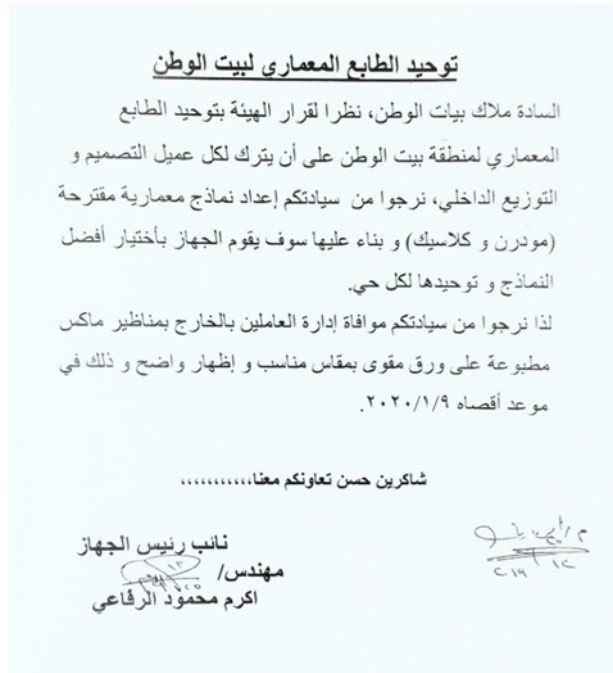 توحيد الطابع المعمارى لبيت الوطن
السادة ملاك بيات الوطن، نظرا لقرار الهيئة بتوحيد الطابع
المعماري لمنطقة بيت الوطن على أن يترك لكل عميل التصميم و
التوزيع الداخلي، نرجوا من سيادتكم إعداد نماذج معمارية مقترحة
(مودرن و كلاسيك) و بناء عليها سوف يقوم الجهاز بأختيار أفضل
النماذج و توحيدها لكل حي.
لذا نرجوا من سيادتكم موافاة إدارة العاملين بالخارج بمناظير ماكس
مطبوعة على ورق مقوى بمقاس مناسب و إظهار واضح و ذلك في
موعد أقصاه ٢٠٢٠/١/٩.
شاكرين حسن تعاونكم معنا،،،،،،،،،،،
نائب رئيس الجهاز
مهندس/
اكرم محمود الرفاعي
١٢
٢٠١٩